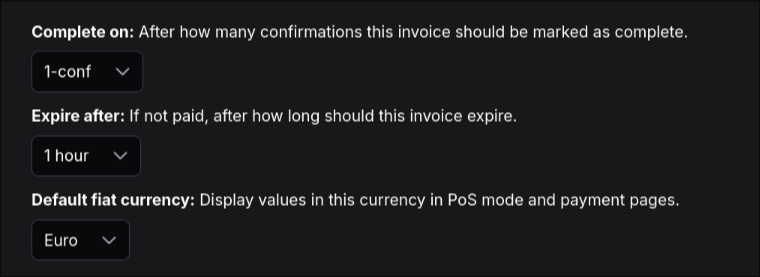 Complete on: After how many confirmations this invoice should be marked as complete.
1-conf
Expire after: If not paid, after how long should this invoice expire.
1 hour
Default fiat currency: Display values in this currency in PoS mode and payment pages.
Euro